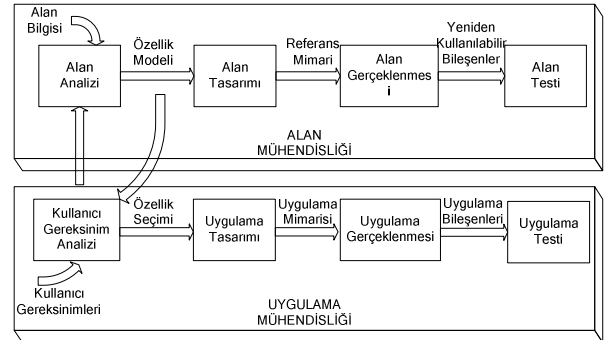 Alan
Bilgisi
Alan
Analizi
Özellik
Modeli
Alan
Tasarımı
Referans
Mimari
Alan
Gerçeklenmes
i
Yeniden
Kullanılabilir
Bileşenler
Alan
Testi
ALAN
MÜHENDİSLİĞİ
Kullanıcı
Gereksinim
Analizi
Özellik
Seçimi
Uygulama
Tasarımı
Uygulama
Mimarisi
Uygulama
Gerçeklenmesi
Uygulama
Bileşenleri
Uygulama
Testi
Kullanıcı
Gereksinimleri
UYGULAMA
MÜHENDİSLİĞİ